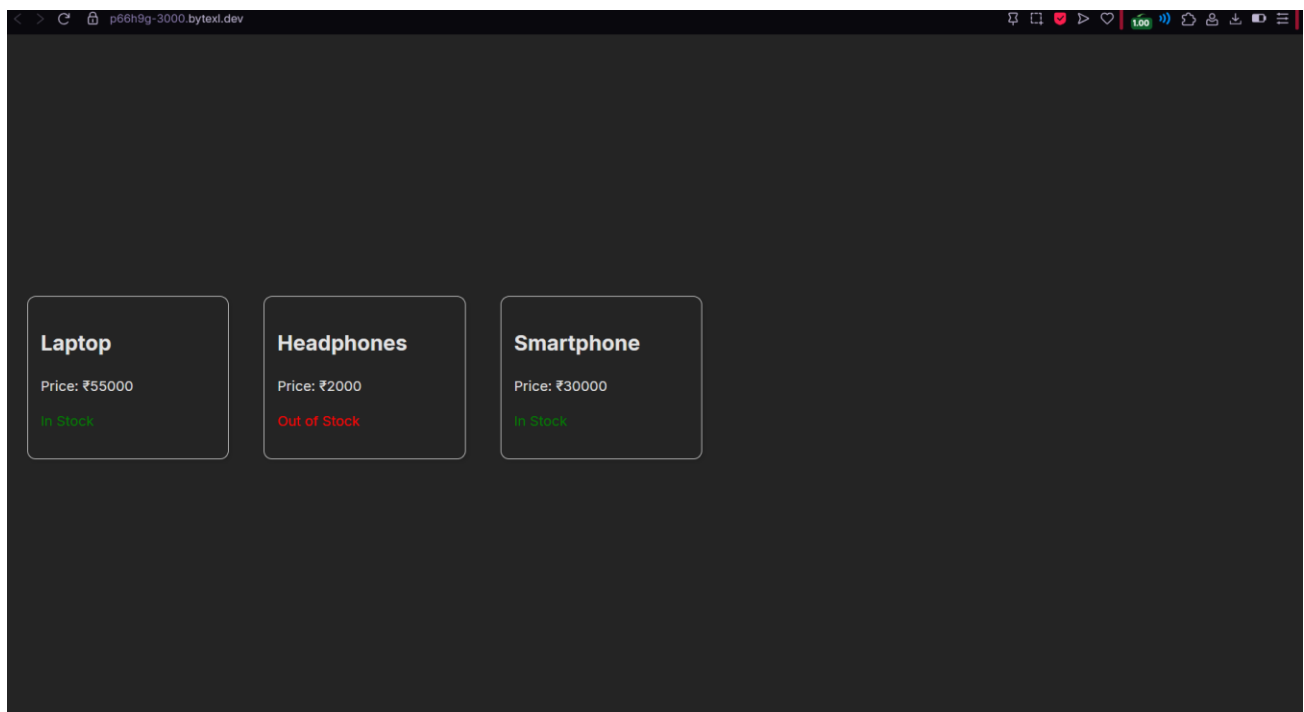 p66h9g-3000.bytexl.dev
1.00
Laptop
Price: ₹55000
In Stock
Headphones
Price: ₹2000
Out of Stock
Smartphone
Price: ₹30000
In Stock